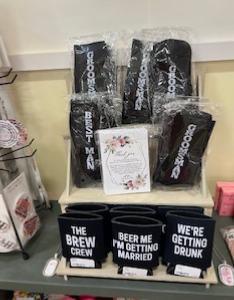 GROOMSMAN
GROOMSMAN
GROOMSMAN
BEST MAN
GROOMSMAN
Thank you
THE
BREW
CREW
BEER ME
I'M GETTING
MARRIED
WE'RE
GETTING
DRUNK